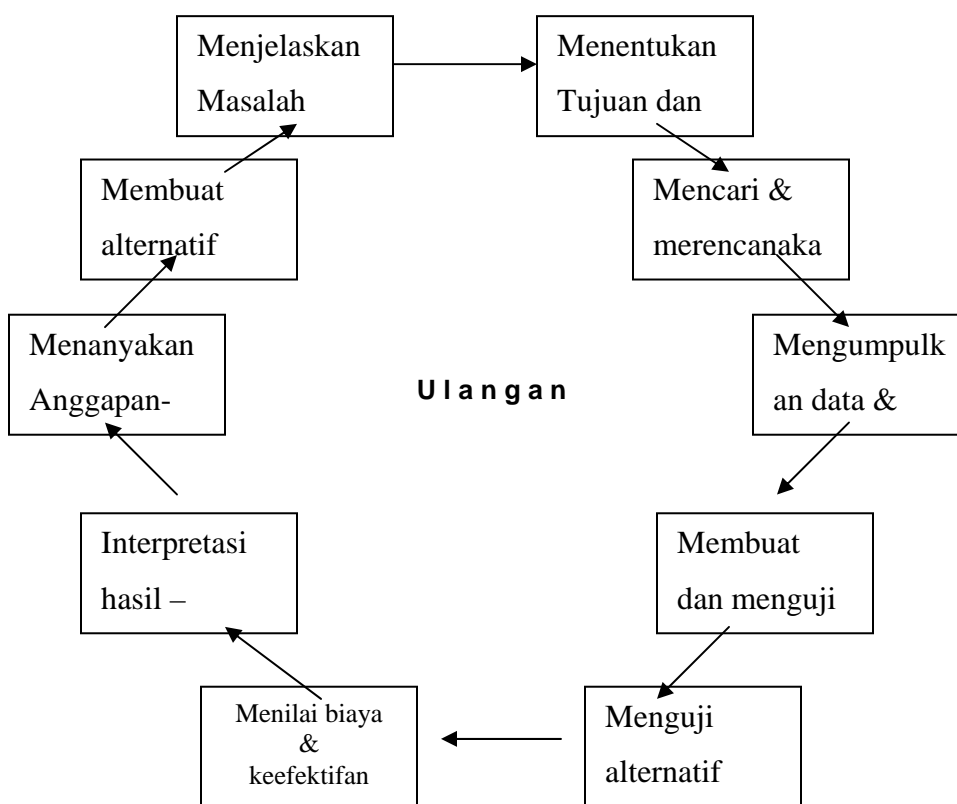 Menjelaskan
Masalah
Menentukan
Tujuan dan
Mencari &
merencanaka
Mengumpulk
an data &
Membuat
dan menguji
Menguji
alternatif
Menilai biaya
&
keefektifan
Interpretasi
hasil –
Menanyakan
Anggapan-
Membuat
alternatif
Ulangan